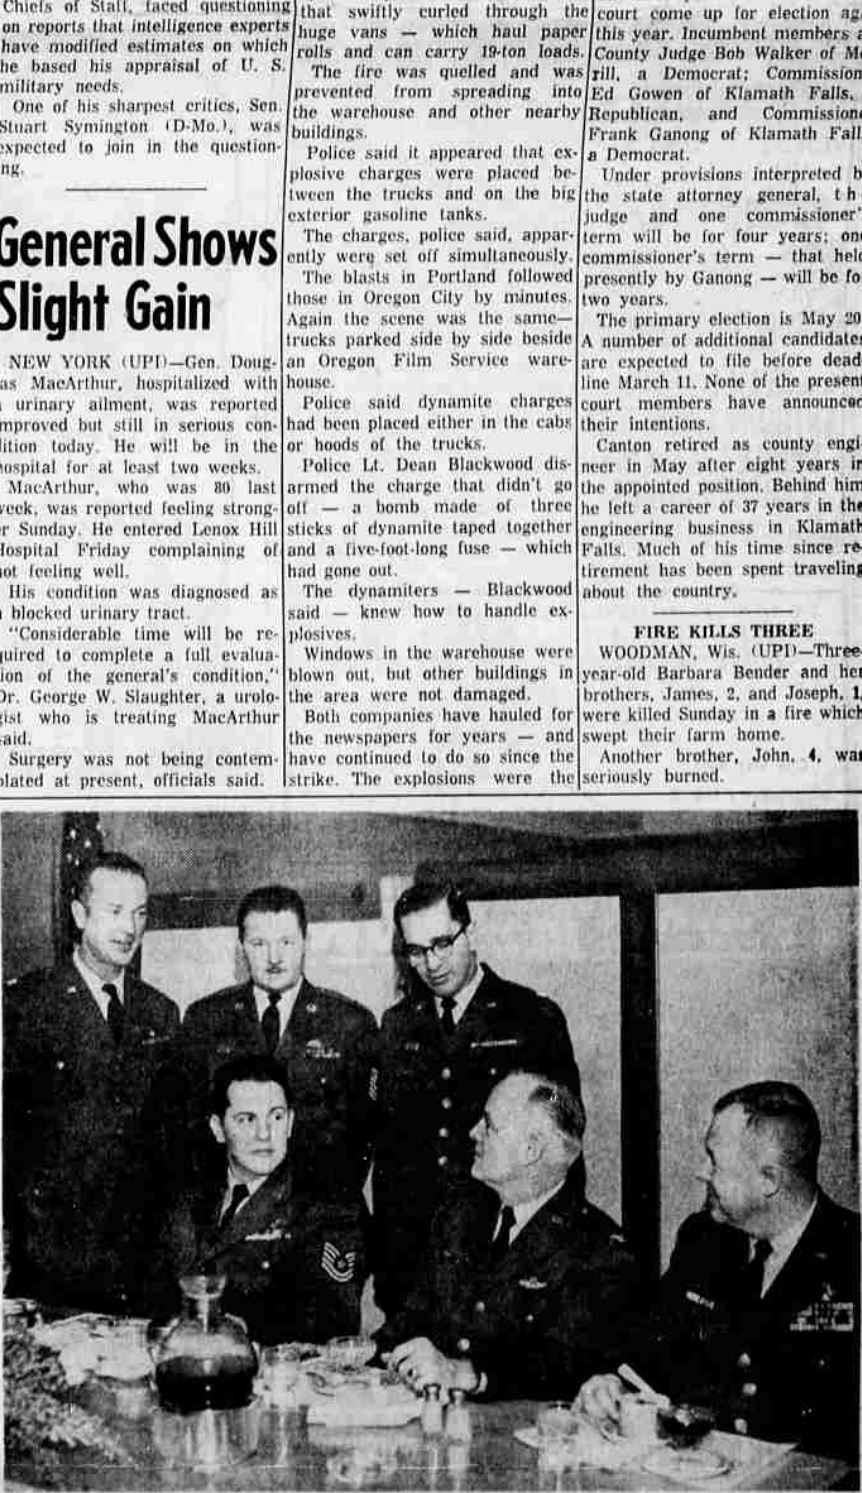 Chiefs of Staff, faced questioning
on reports that intelligence experts
have modified estimates on which
he based his appraisal of U. S.
military needs.
One of his sharpest critics, Sen.
Stuart Symington (D-Mo.), was
expected to join in the question-
ng.
General Shows
Slight Gain
NEW YORK (UPI)—Gen. Doug-
as MacArthur, hospitalized with
urinary ailment, was reported
mproved but still in serious con-
dition today. He will be in the
hospital for at least two weeks.
MacArthur, who was 80 last
week, was reported feeling strong-
er Sunday. He entered Lenox Hill
Hospital Friday complaining of
not feeling well.
His condition was diagnosed as
blocked urinary tract.
"Considerable time will be re-
quired to complete a full evalua-
ion of the general's condition,"
Dr. George W. Slaughter, a urolo-
gist who is treating MacArthur
said.
Surgery was not being contem-
plated at present, officials said.
that swiftly curled through the
huge vans — which haul paper
rolls and can carry 19-ton loads.
The fire was quelled and was
prevented from spreading into
the warehouse and other nearby
buildings.
Police said it appeared that ex-
plosive charges were placed be-
tween the trucks and on the big
exterior gasoline tanks.
The charges, police said, appar-
ently were set off simultaneously.
The blasts in Portland followed
those in Oregon City by minutes.
Again the scene was the same—
trucks parked side by side beside
an Oregon Film Service ware-
house.
Police said dynamite charges
had been placed either in the cabs
or hoods of the trucks.
Police Lt. Dean Blackwood dis-
armed the charge that didn't go
off — a bomb made of three
sticks of dynamite taped together
and a five-foot-long fuse — which
had gone out.
The dynamiters — Blackwood
said — knew how to handle ex-
plosives.
Windows in the warehouse were
blown out, but other buildings in
the area were not damaged.
Both companies have hauled for
the newspapers for years — and
have continued to do so since the
strike. The explosions were the
court come up for election ag
this year. Incumbent members a
County Judge Bob Walker of Me
rill, a Democrat; Commission
Ed Gowen of Klamath Falls,
Republican, and Commissione
Frank Ganong of Klamath Fall
a Democrat.
Under provisions interpreted b
the state attorney general, th
judge and one commissioner'
term will be for four years; one
commissioner's term — that held
presently by Ganong — will be fo
two years.
The primary election is May 20
A number of additional candidates
are expected to file before dead-
line March 11. None of the present
court members have announced
their intentions.
Canton retired as county engi-
neer in May after eight years in
the appointed position. Behind him
he left a career of 37 years in the
engineering business in Klamath
Falls. Much of his time since re-
tirement has been spent traveling
about the country.
FIRE KILLS THREE
WOODMAN, Wis. (UPI)—Three-
year-old Barbara Bender and her
brothers, James, 2, and Joseph, 1,
were killed Sunday in a fire which
swept their farm home.
Another brother, John, 4, was
seriously burned.